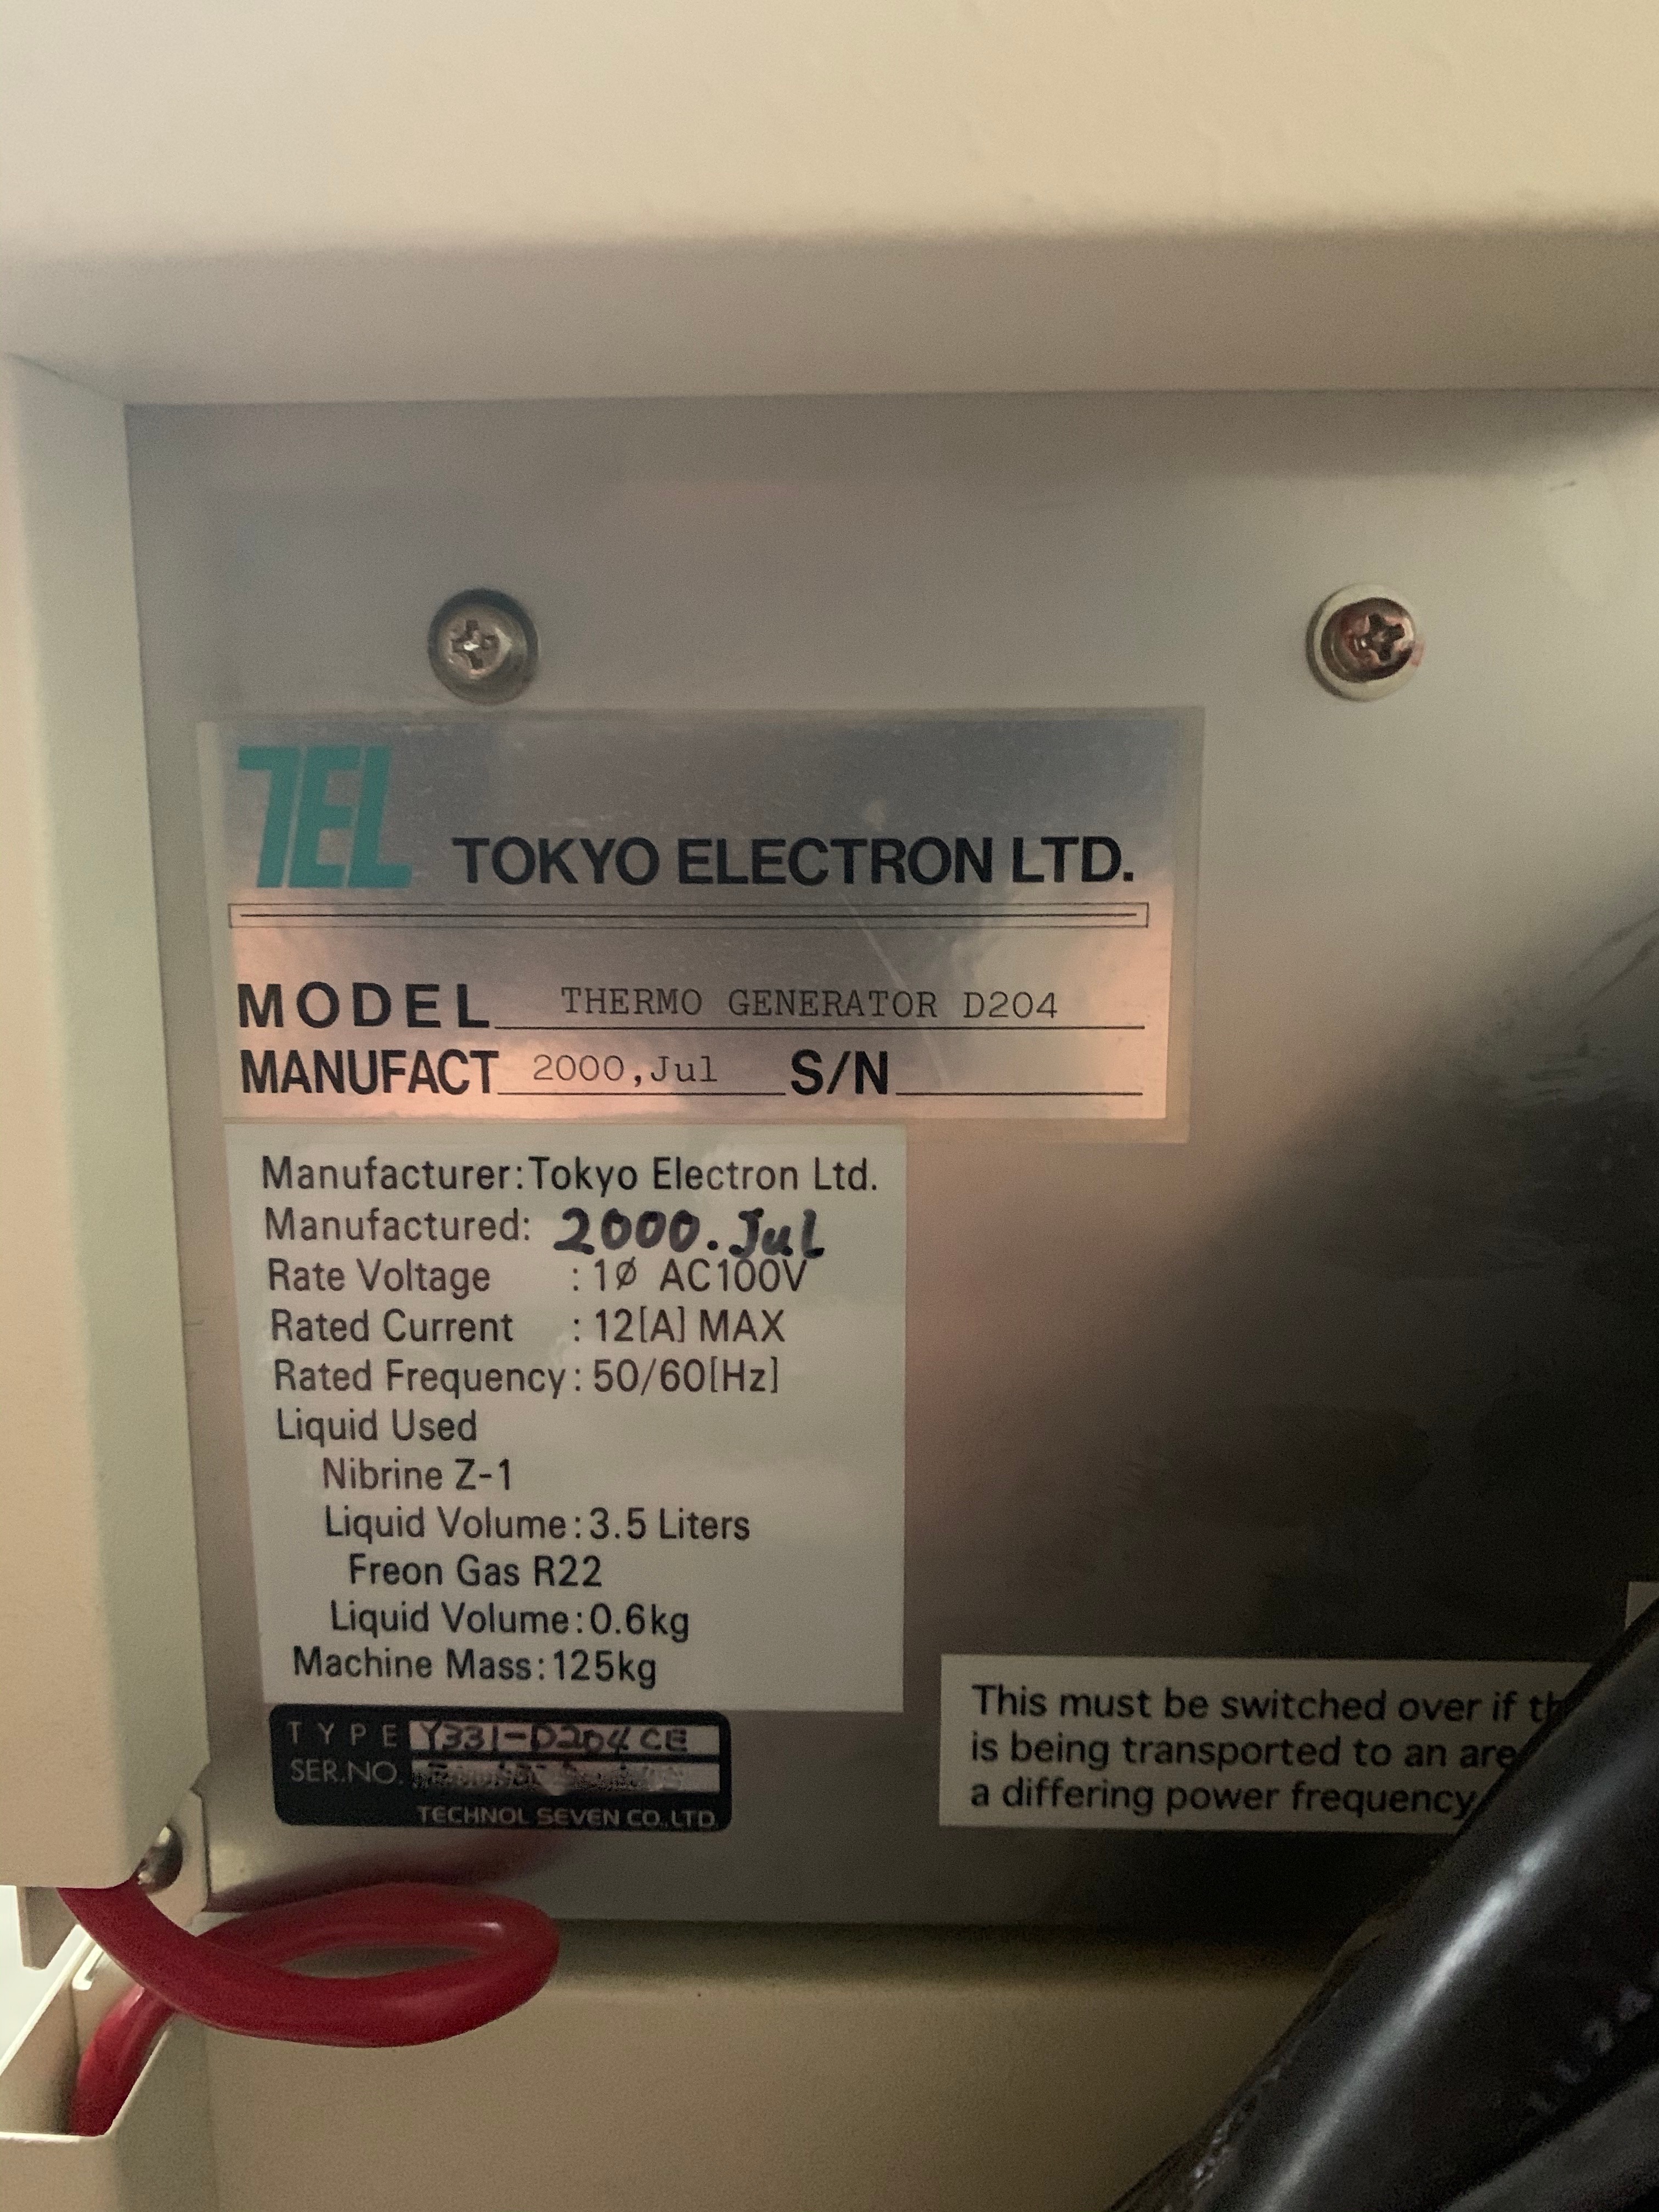 TEL TOKYO ELECTRON LTD.
MODEL THERMO GENERATOR D204
MANUFACT 2000,Jul S/N
Manufacturer:Tokyo Electron Ltd.
Manufactured: 2000.Jul
Rate Voltage : 1ø AC100V
Rated Current : 12[A] MAX
Rated Frequency : 50/60[Hz]
Liquid Used
Nibrine Z-1
Liquid Volume:3.5 Liters
Freon Gas R22
Liquid Volume:0.6kg
Machine Mass:125kg
TYPE Y331-D204CE
SER.NO.
TECHNOL SEVEN CO.,LTD.
This must be switched over if
is being transported to an
a differing power frequency